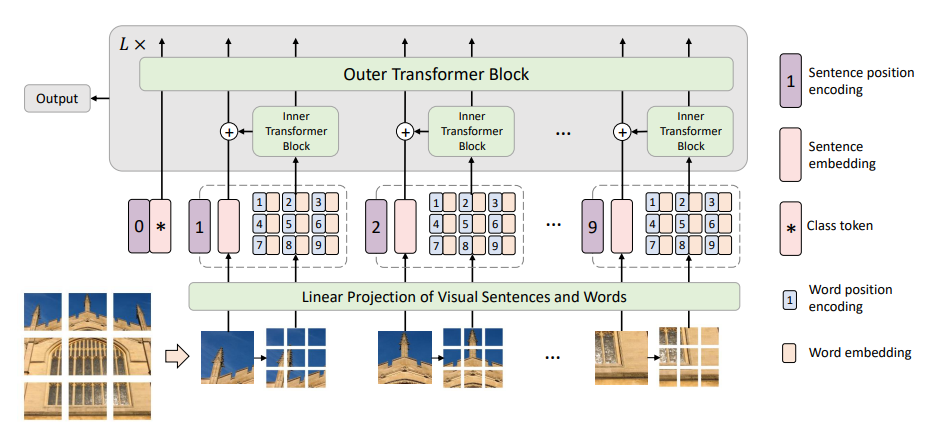 L ×
Outer Transformer Block
Output
Inner
Transformer
Block
Inner
Transformer
Block
...
Inner
Transformer
Block
0 *
1
1 2 3
4 5 6
7 8 9
2
1 2 3
4 5 6
7 8 9
...
9
1 2 3
4 5 6
7 8 9
Linear Projection of Visual Sentences and Words
...
1 Sentence position
encoding
Sentence
embedding
* Class token
1 Word position
encoding
Word embedding